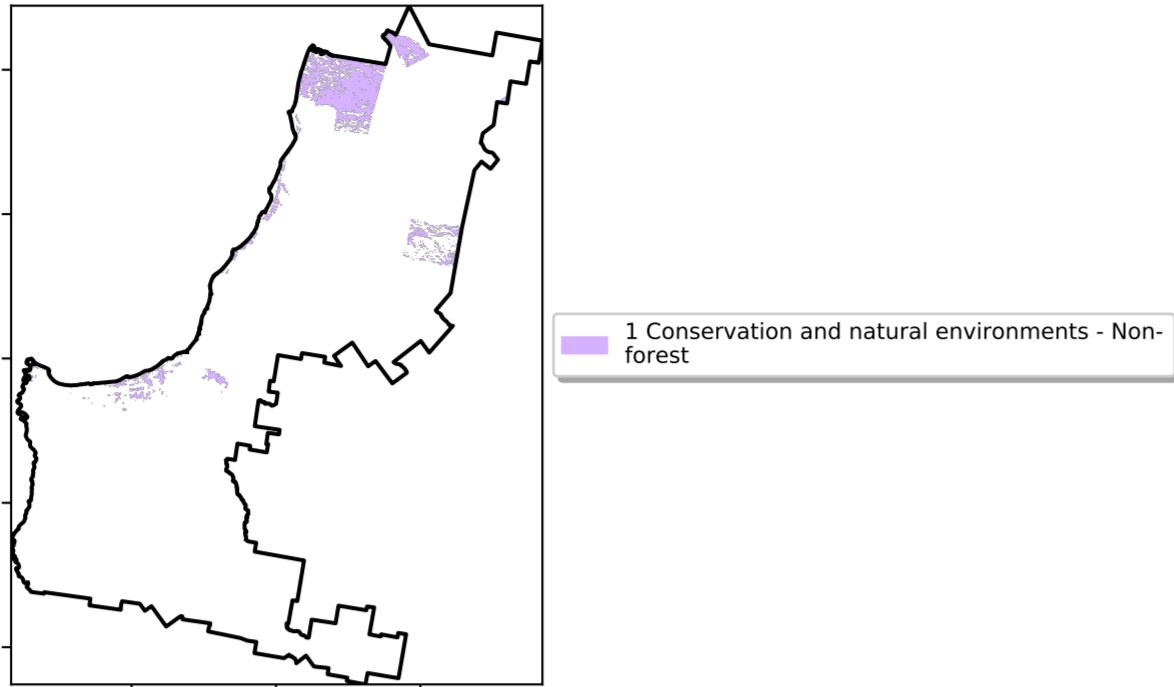 1 Conservation and natural environments - Non-
forest